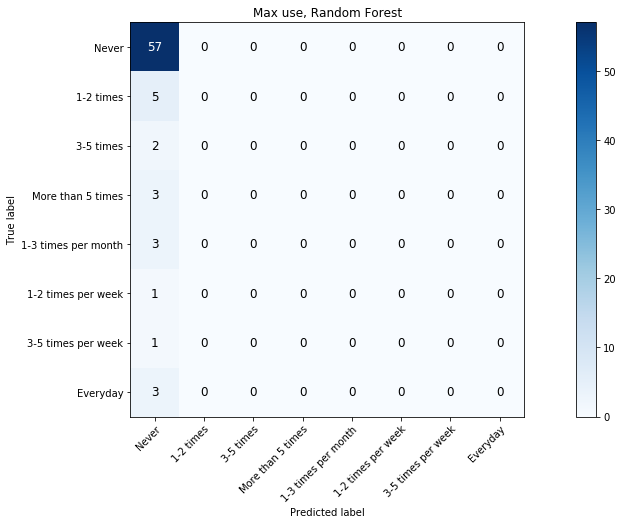 Max use, Random Forest
True label
Never 57 0 0 0 0 0 0 0
1-2 times 5 0 0 0 0 0 0 0
3-5 times 2 0 0 0 0 0 0 0
More than 5 times 3 0 0 0 0 0 0 0
1-3 times per month 3 0 0 0 0 0 0 0
1-2 times per week 1 0 0 0 0 0 0 0
3-5 times per week 1 0 0 0 0 0 0 0
Everyday 3 0 0 0 0 0 0 0
Never
1-2 times
3-5 times
More than 5 times
1-3 times per month
1-2 times per week
3-5 times per week
Everyday
Predicted label
50
40
30
20
10
0